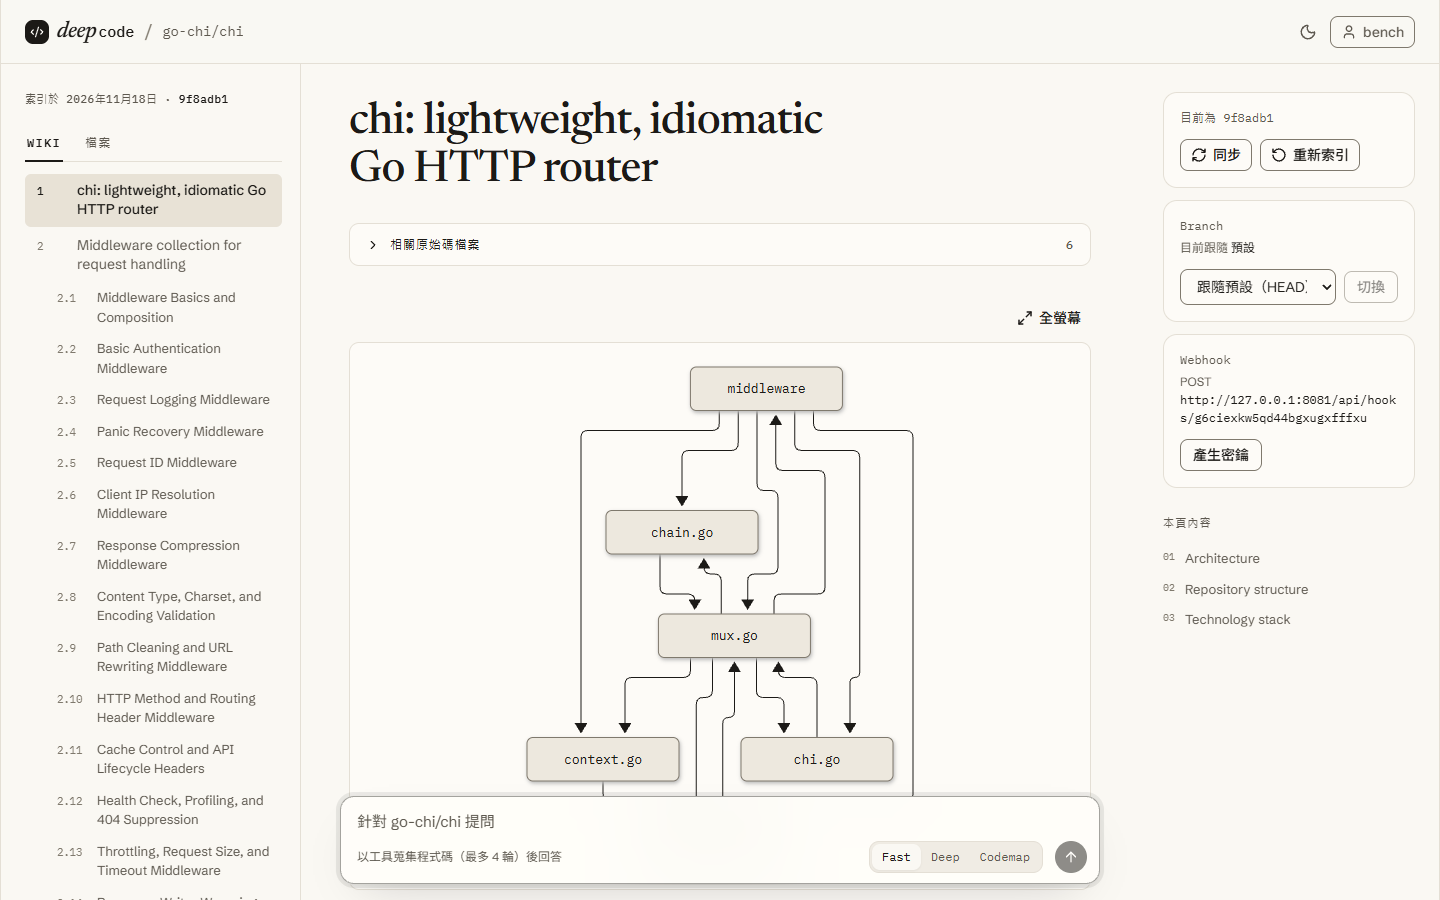 deepcode / go-chi/chi
bench
索引於 2026年11月18日 · 9f8adb1
WIKI 檔案
1 chi: lightweight, idiomatic Go
HTTP router
2 Middleware collection for
request handling
2.1 Middleware Basics and
Composition
2.2 Basic Authentication
Middleware
2.3 Request Logging Middleware
2.4 Panic Recovery Middleware
2.5 Request ID Middleware
2.6 Client IP Resolution
Middleware
2.7 Response Compression
Middleware
2.8 Content Type, Charset, and
Encoding Validation
2.9 Path Cleaning and URL
Rewriting Middleware
2.10 HTTP Method and Routing
Header Middleware
2.11 Cache Control and API
Lifecycle Headers
2.12 Health Check, Profiling, and
404 Suppression
2.13 Throttling, Request Size, and
Timeout Middleware
chi: lightweight, idiomatic
Go HTTP router
相關原始碼檔案 6
全螢幕
middleware
chain.go
mux.go
context.go
chi.go
針對 go-chi/chi 提問
以工具蒐集程式碼（最多 4 輪）後回答
Fast Deep Codemap
目前為 9f8adb1
同步 重新索引
Branch
目前跟隨 預設
跟隨預設（HEAD） 切換
Webhook
POST
http://127.0.0.1:8081/api/hook
s/g6ciexkw5qd44bgxugxfffxu
產生密鑰
本頁內容
01 Architecture
02 Repository structure
03 Technology stack